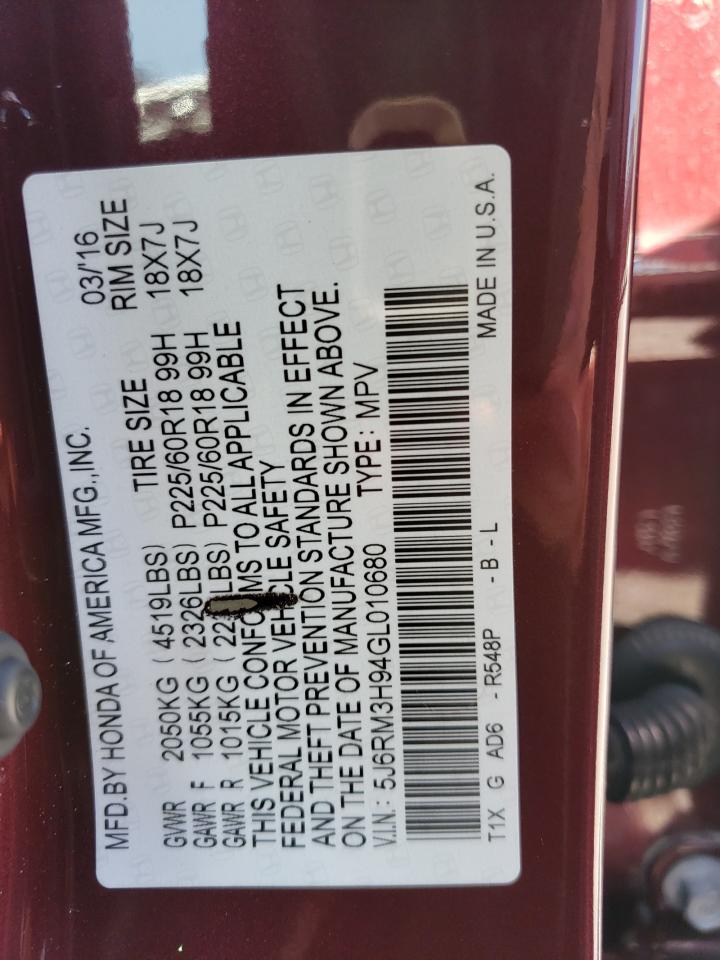 MFD. BY HONDA OF AMERICA MFG., INC. 03/'16
TIRE SIZE RIM SIZE
GVWR 2050KG ( 4519LBS)
GAWR F 1055KG ( 2326LBS) P225/60R18 99H 18X7J
GAWR R 1015KG ( LBS) P225/60R18 99H 18X7J
THIS VEHICLE TO ALL APPLICABLE
FEDERAL MOTOR VEHICLE SAFETY
AND THEFT PREVENTION STANDARDS IN EFFECT
ON THE DATE OF MANUFACTURE SHOWN ABOVE.
V.I.N.: 5J6RM3H94GL010680 TYPE: MPV
T1X G AD6 - R548P - B - L MADE IN U.S.A.